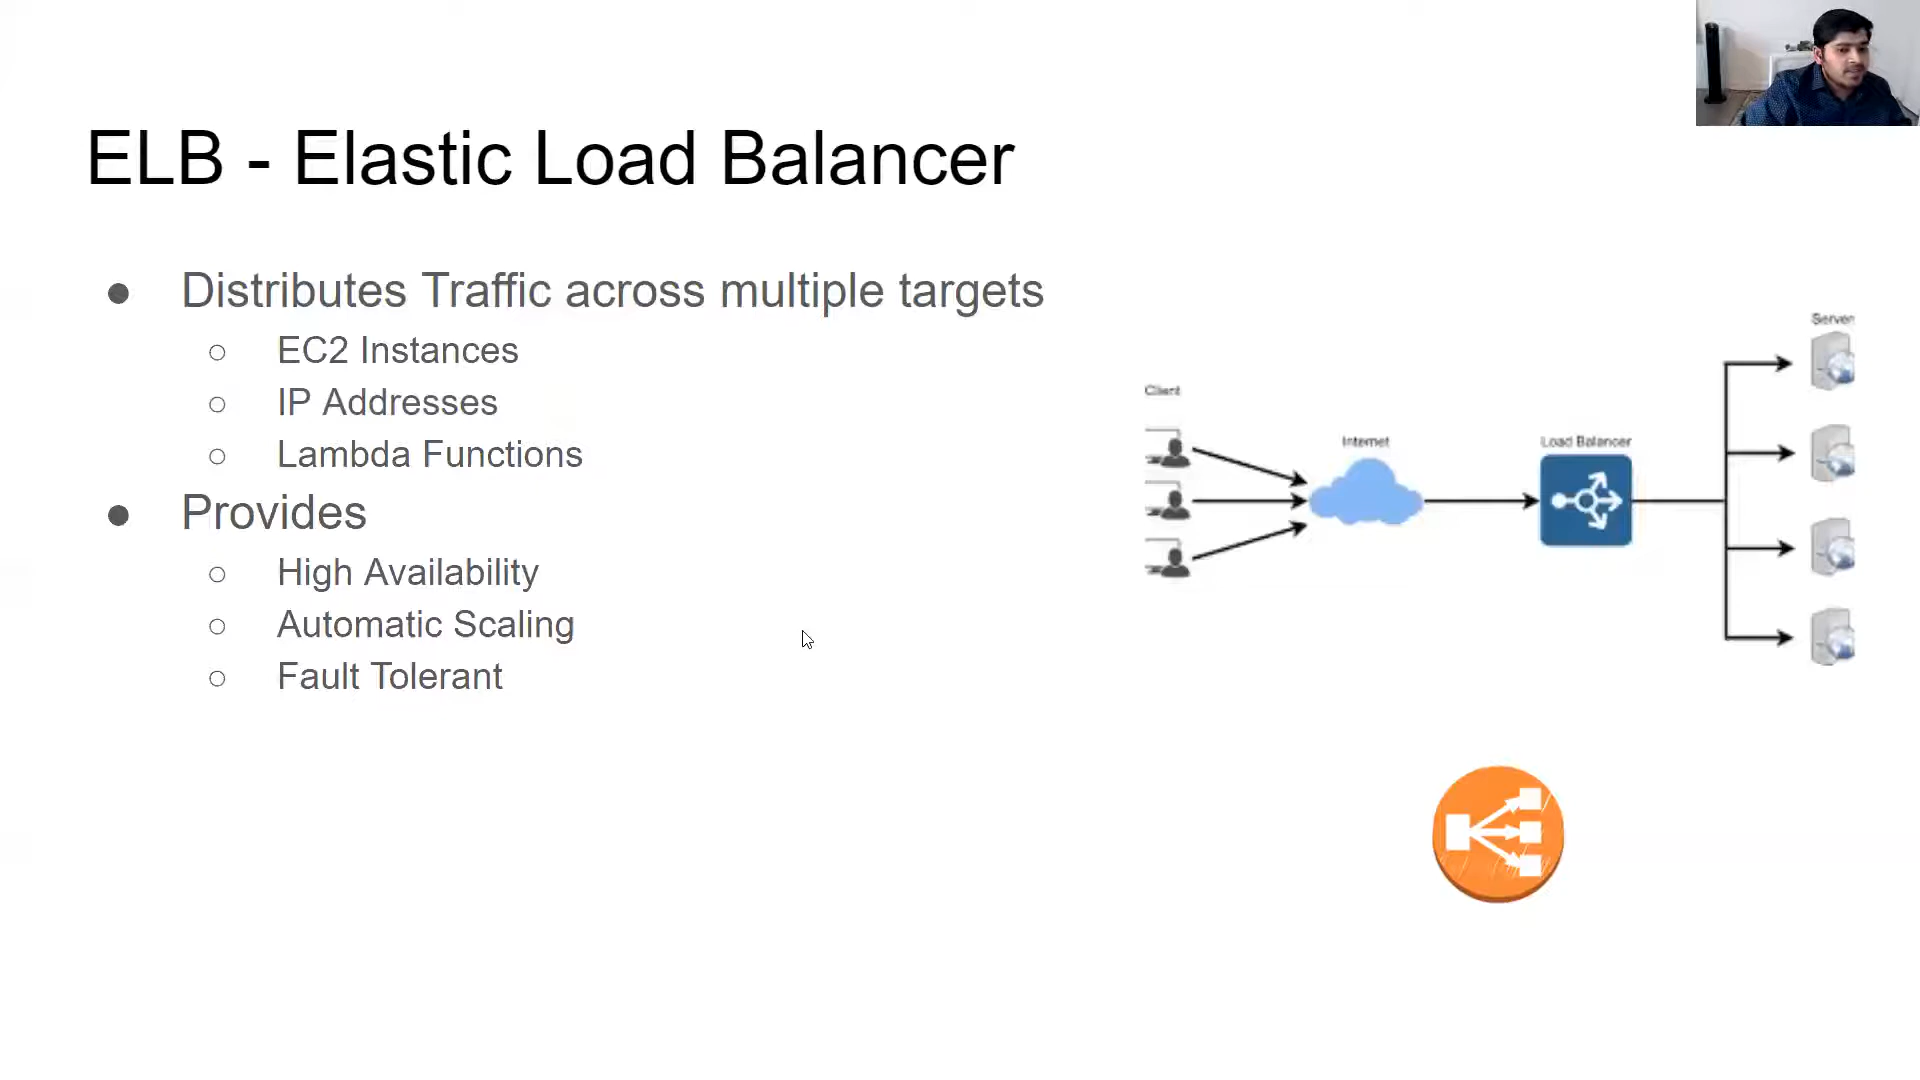 ELB - Elastic Load Balancer
● Distributes Traffic across multiple targets
○ EC2 Instances
○ IP Addresses
○ Lambda Functions
● Provides
○ High Availability
○ Automatic Scaling
○ Fault Tolerant
Client
Internet
Load Balancer
Server